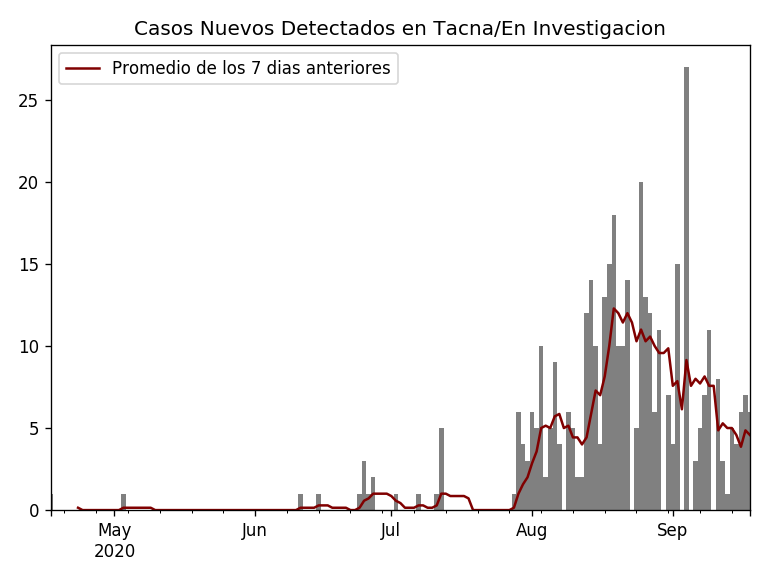 Casos Nuevos Detectados en Tacna/En Investigacion
Promedio de los 7 dias anteriores
25
20
15
10
5
0
May Jun Jul Aug Sep
2020